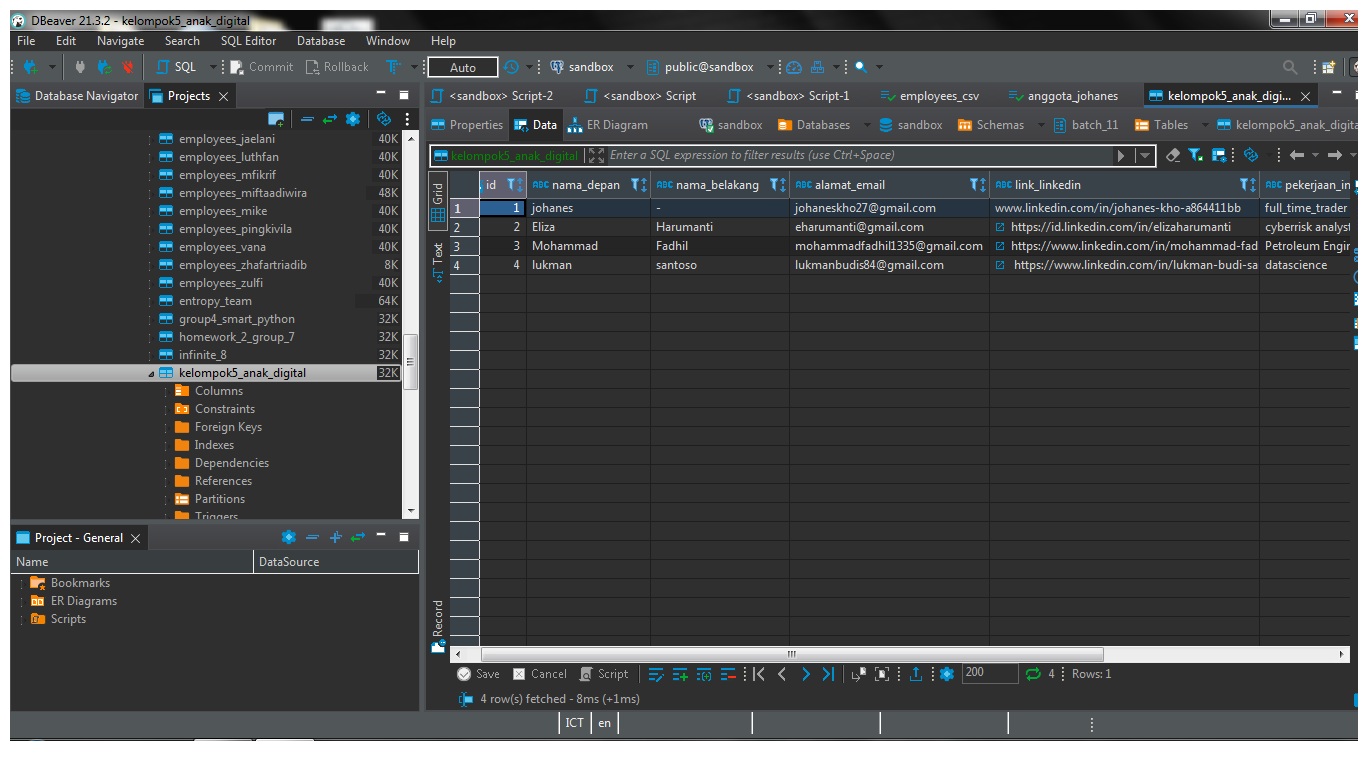 DBeaver 21.3.2 - kelompok5_anak_digital
File Edit Navigate Search SQL Editor Database Window Help
SQL Commit Rollback Auto sandbox public@sandbox
Database Navigator Projects
<sandbox> Script-2 <sandbox> Script <sandbox> Script-1 employees_csv anggota_johanes kelompok5_anak_digi...
Properties Data ER Diagram sandbox Databases sandbox Schemas batch_11 Tables kelompok5_anak_digita
employees_jaelani 40K
employees_luthfan 40K
employees_mfikrif 40K
employees_miftaadiwira 48K
employees_mike 40K
employees_pingkivila 40K
employees_vana 40K
employees_zhafartriadib 8K
employees_zulfi 40K
entropy_team 64K
group4_smart_python 32K
homework_2_group_7 32K
infinite_8 32K
kelompok5_anak_digital 32K
Columns
Constraints
Foreign Keys
Indexes
Dependencies
References
Partitions
Triggers
Project - General
Name DataSource
Bookmarks
ER Diagrams
Scripts
kelompok5_anak_digital Enter a SQL expression to filter results (use Ctrl+Space)
Grid
Text
Record
id ABC nama_depan ABC nama_belakang ABC alamat_email ABC link_linkedin ABC pekerjaan_in
1 1 johanes - johaneskho27@gmail.com www.linkedin.com/in/johanes-kho-a864411bb full_time_trader
2 2 Eliza Harumanti eharumanti@gmail.com https://id.linkedin.com/in/elizaharumanti cyberrisk analyst
3 3 Mohammad Fadhil mohammadfadhil1335@gmail.com https://www.linkedin.com/in/mohammad-fad Petroleum Engir
4 4 lukman santoso lukmanbudis84@gmail.com https://www.linkedin.com/in/lukman-budi-sa datascience
Save Cancel Script 200 4 Rows: 1
4 row(s) fetched - 8ms (+1ms)
ICT en